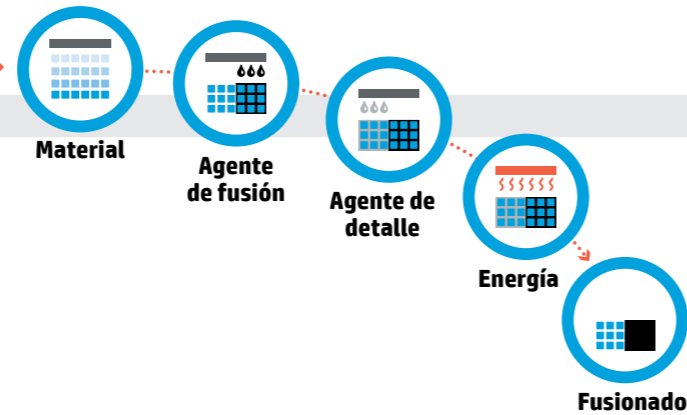 Material
Agente
de fusión
Agente de
detalle
Energía
Fusionado